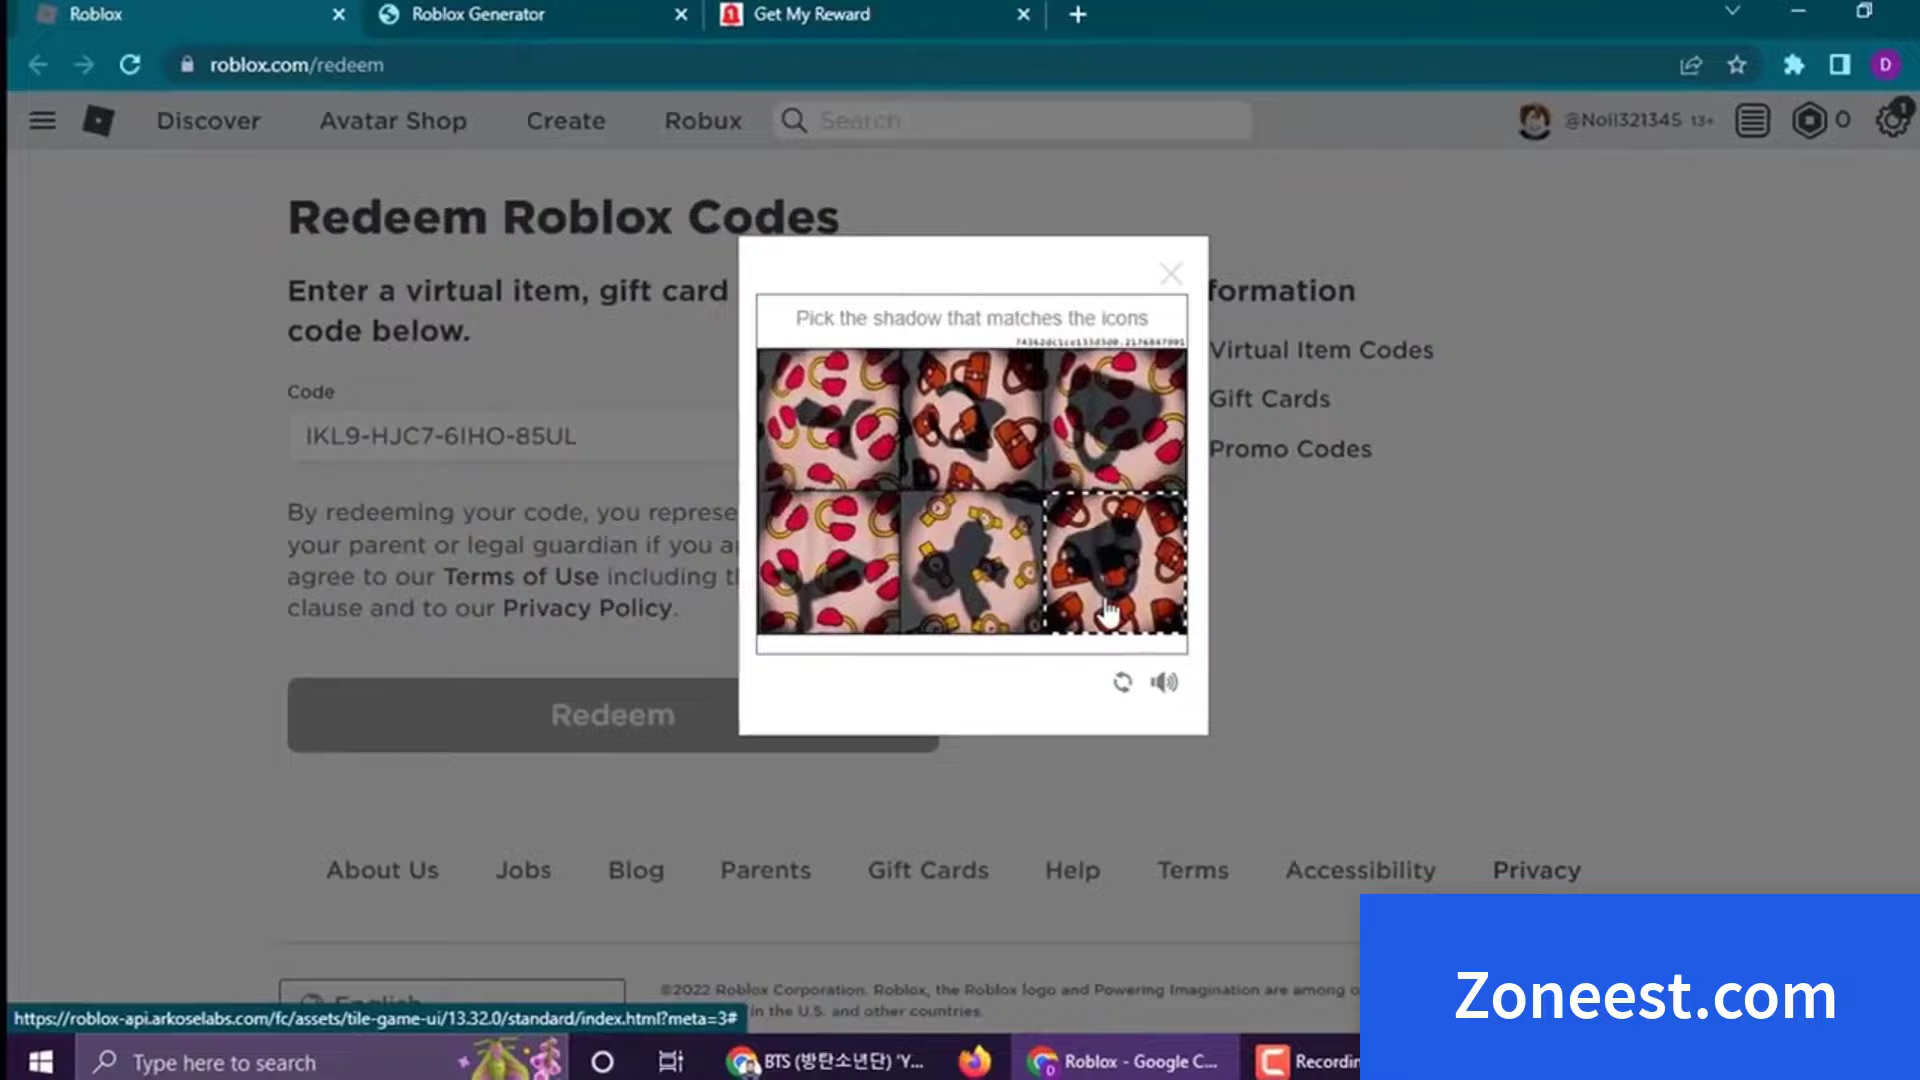 Roblox
Roblox Generator
Get My Reward
roblox.com/redeem
D
Discover
Avatar Shop
Create
Robux
Search
@Noil321345 13+
0
1
Redeem Roblox Codes
Enter a virtual item, gift card
code below.
formation
Code
IKL9-HJC7-6IHO-85UL
Virtual Item Codes
Gift Cards
Promo Codes
By redeeming your code, you represe
your parent or legal guardian if you a
agree to our Terms of Use including t
clause and to our Privacy Policy.
Redeem
Pick the shadow that matches the icons
About Us
Jobs
Blog
Parents
Gift Cards
Help
Terms
Accessibility
Privacy
English
©2022 Roblox Corporation. Roblox, the Roblox logo and Powering Imagination are among o
in the U.S. and other countries.
https://roblox-api.arkoselabs.com/fc/assets/tile-game-ui/13.32.0/standard/index.html?meta=3#
Type here to search
BTS (방탄소년단) 'Y...
Roblox - Google C...
Recordin
Zoneest.com